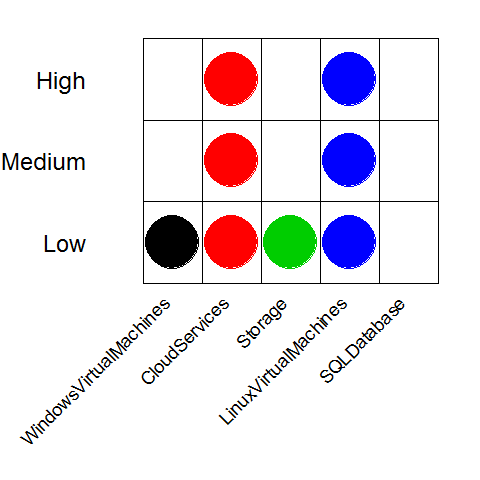 High
Medium
Low
WindowsVirtualMachines
CloudServices
Storage
LinuxVirtualMachines
SQLDatabase